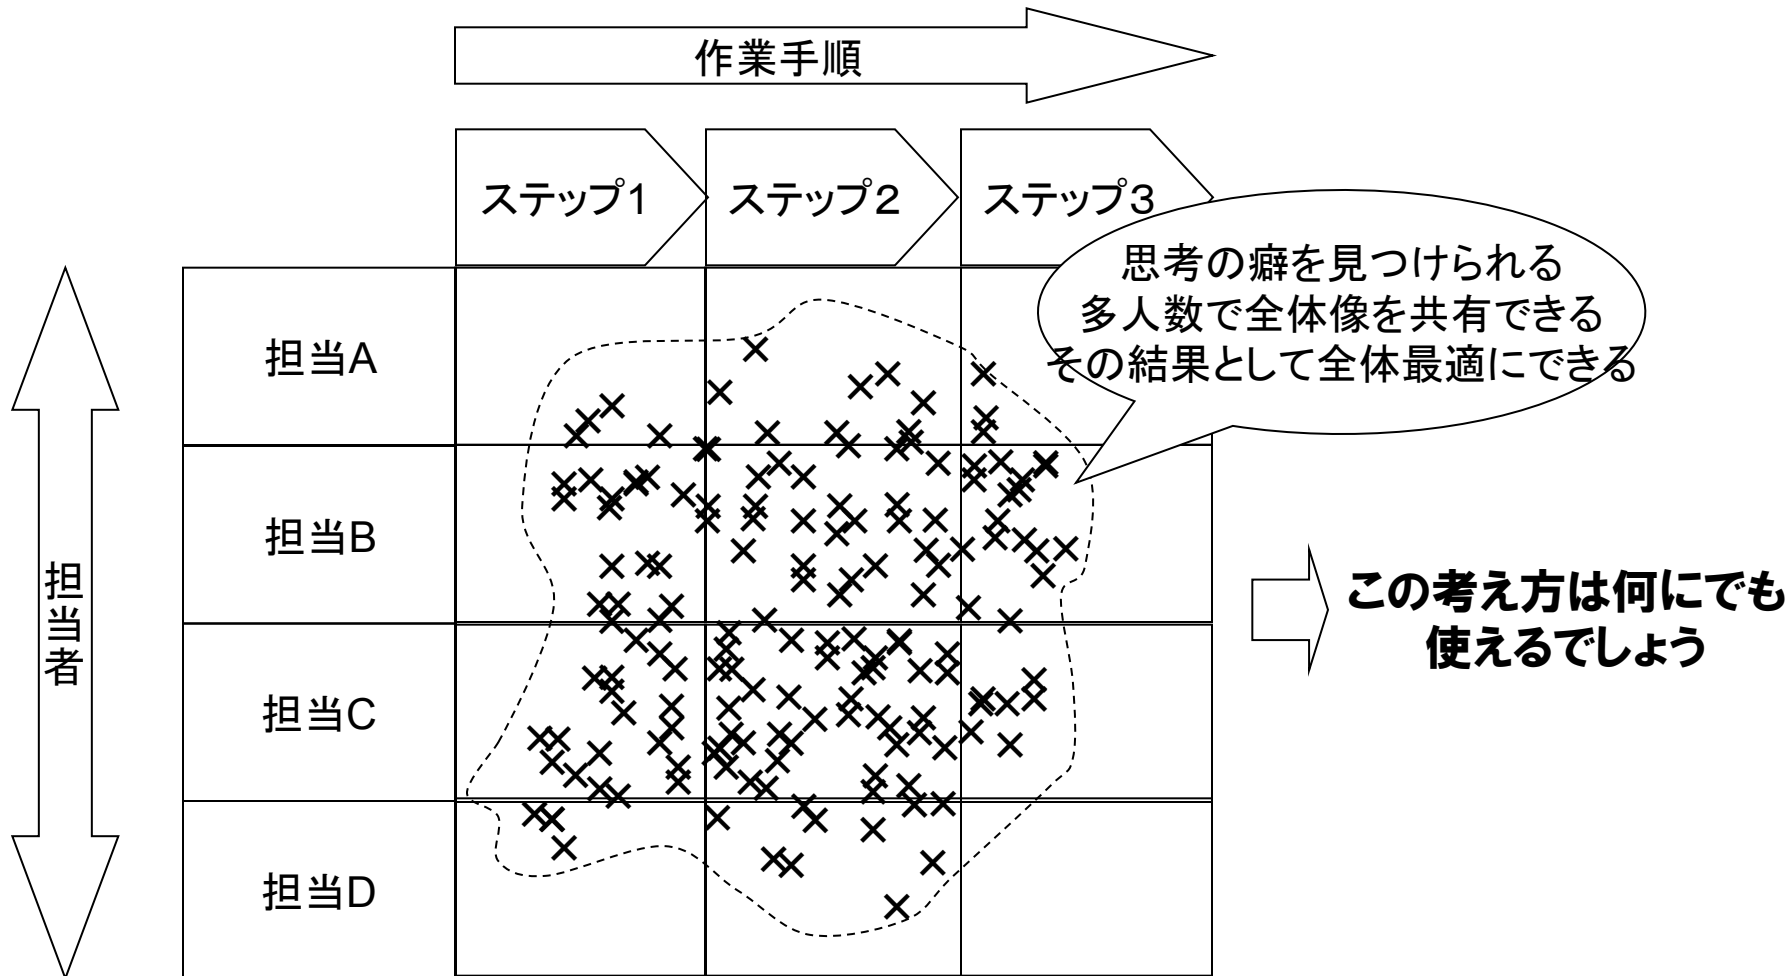 作業手順
ステップ1
ステップ2
ステップ3
思考の癖を見つけられる
多人数で全体像を共有できる
その結果として全体最適にできる
担当者
担当A
担当B
担当C
担当D
この考え方は何にでも
使えるでしょう